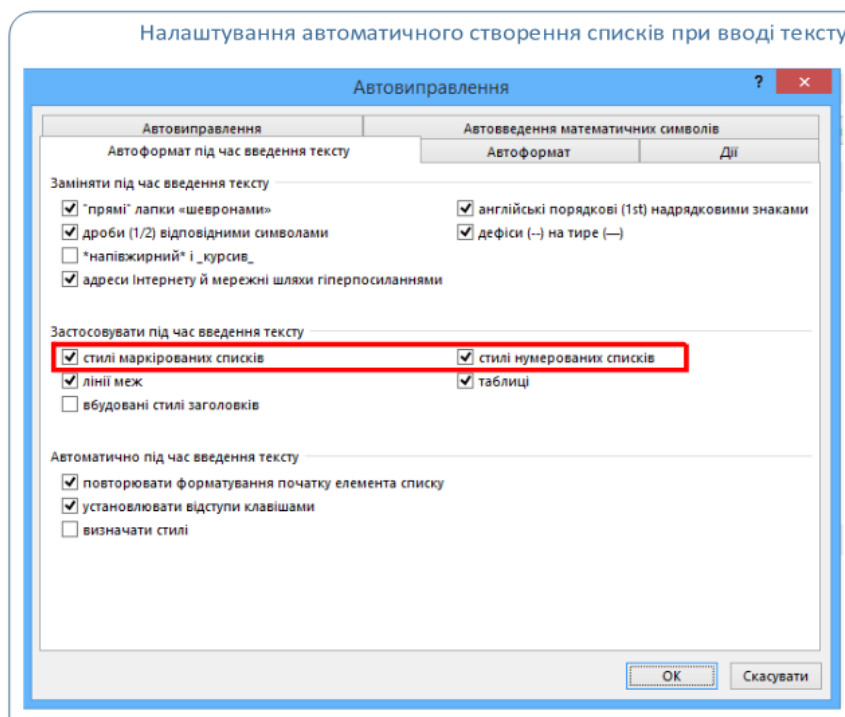 Налаштування автоматичного створення списків при вводі тексту
Автовиправлення ?
Автовиправлення Автовведення математичних символів
Автоформат під час введення тексту Автоформат Дії
Заміняти під час введення тексту
"прямі" лапки «шевронами» англійські порядкові (1st) надрядковими знаками
дроби (1/2) відповідними символами дефіси (--) на тире (—)
*напівжирний* і _курсив_
адреси Інтернету й мережні шляхи гіперпосиланнями
Застосовувати під час введення тексту
стилі маркірованих списків стилі нумерованих списків
лінії меж таблиці
вбудовані стилі заголовків
Автоматично під час введення тексту
повторювати форматування початку елемента списку
установлювати відступи клавішами
визначати стилі
ОК Скасувати